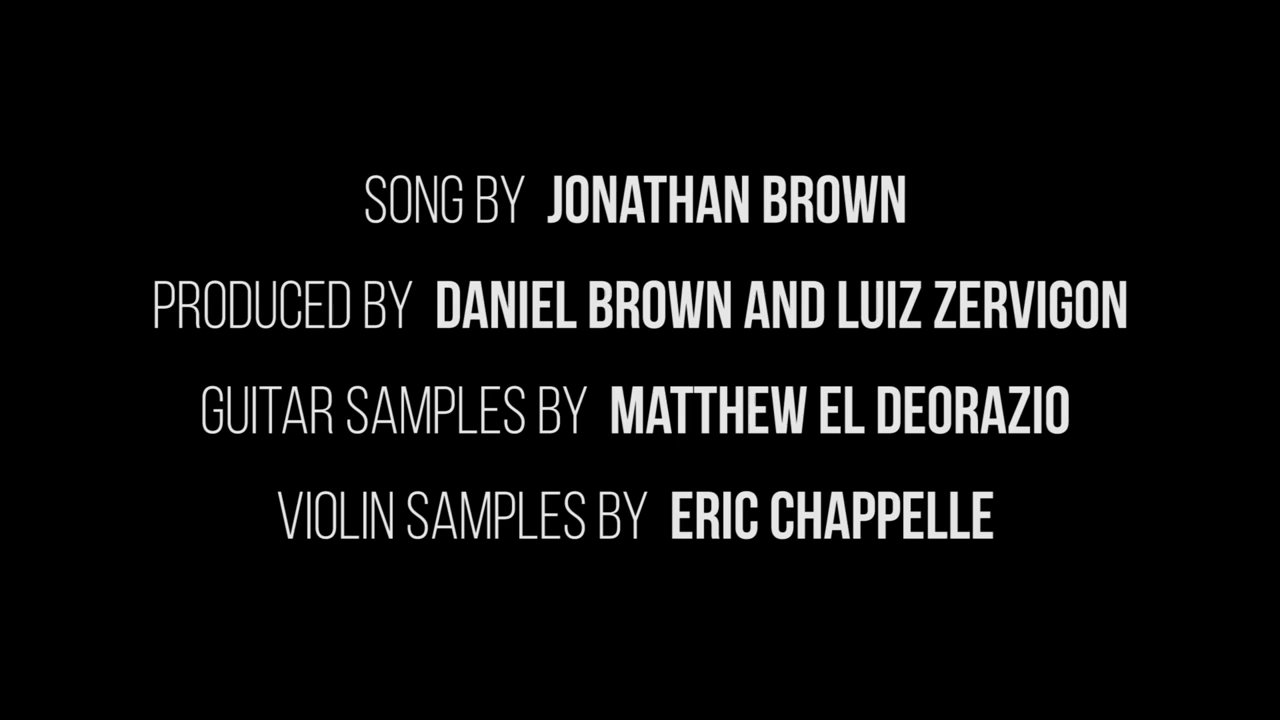 SONG BY JONATHAN BROWN
PRODUCED BY DANIEL BROWN AND LUIZ ZERVIGON
GUITAR SAMPLES BY MATTHEW EL DEORAZIO
VIOLIN SAMPLES BY ERIC CHAPPELLE